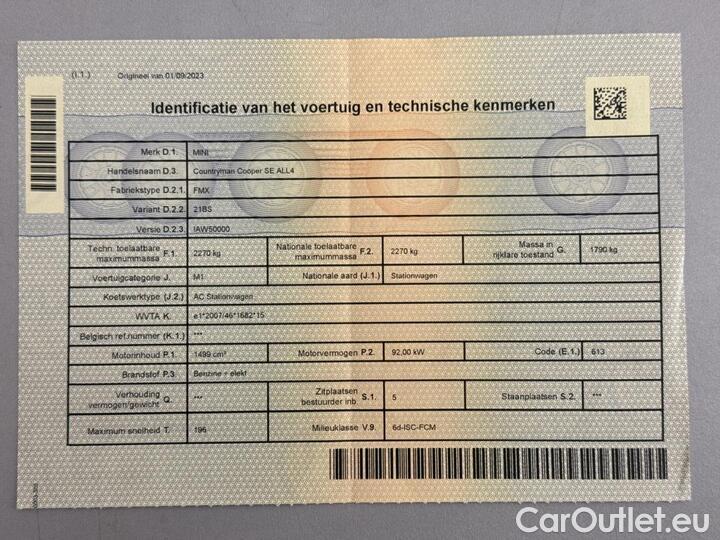 (I.1.) Origineel van 01/09/2023
Identificatie van het voertuig en technische kenmerken
Merk D.1. MINI
Handelsnaam D.3. Countryman Cooper SE ALL4
Fabriekstype D.2.1. FMX
Variant D.2.2. 21BS
Versie D.2.3. IAW50000
Techn. toelaatbare maximummassa F.1. 2270 kg Nationale toelaatbare maximummassa F.2. 2270 kg Massa in rijklare toestand G. 1790 kg
Voertuigcategorie J. M1 Nationale aard (J.1.) Stationwagen
Koetswerktype (J.2.) AC Stationwagen
WVTA K. e1*2007/46*1682*15
Belgisch ref.nummer (K.1.) ***
Motorinhoud P.1. 1499 cm³ Motorvermogen P.2. 92,00 kW Code (E.1.) 613
Brandstof P.3. Benzine + elekt
Verhouding vermogen/gewicht Q. *** Zitplaatsen bestuurder inb. S.1. 5 Staanplaatsen S.2. ***
Maximum snelheid T. 196 Milieuklasse V.9. 6d-ISC-FCM
CarOutlet.eu